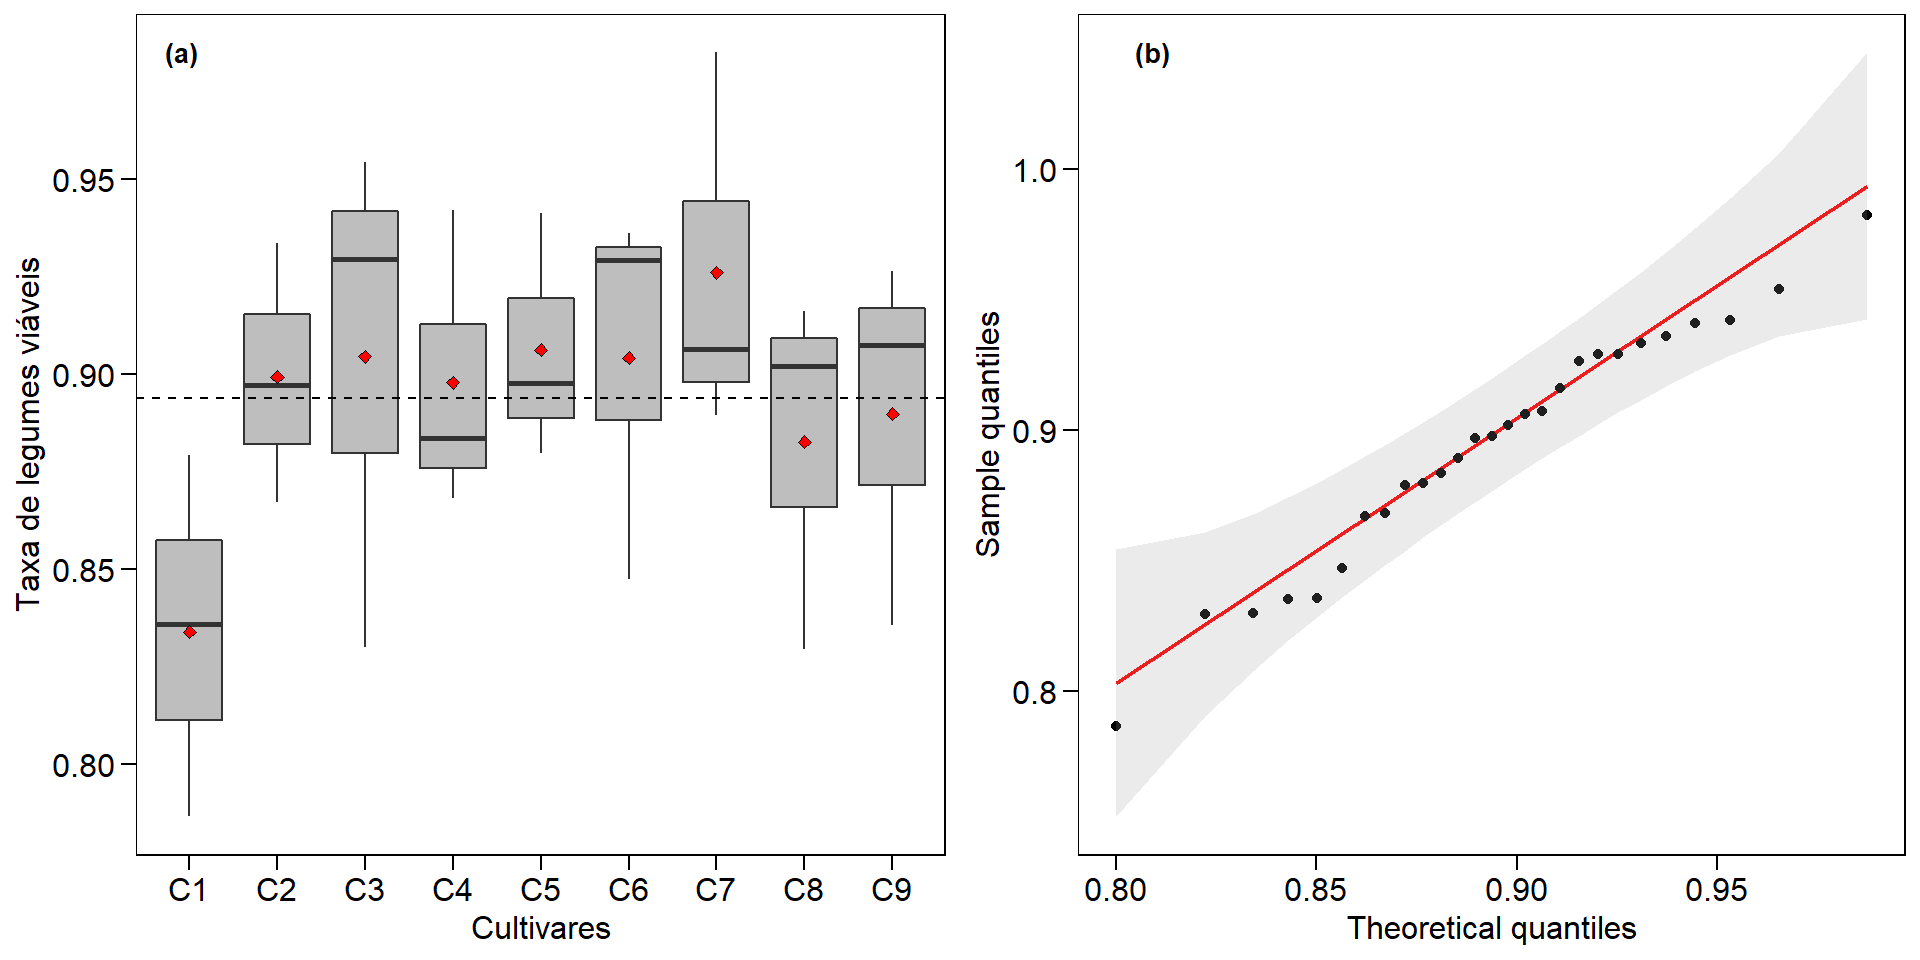 (a)
Taxa de legumes viáveis
0.95
0.90
0.85
0.80
C1 C2 C3 C4 C5 C6 C7 C8 C9
Cultivares
(b)
Sample quantiles
1.0
0.9
0.8
0.80 0.85 0.90 0.95
Theoretical quantiles